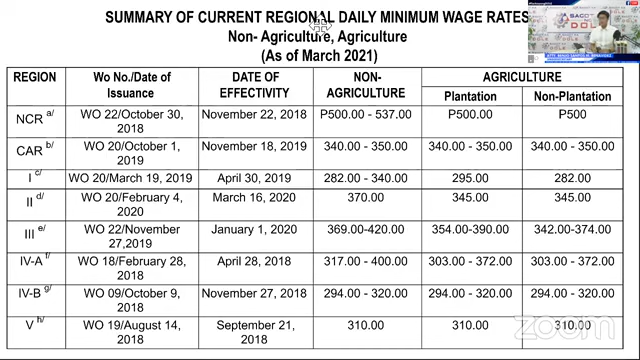 SUMMARY OF CURRENT REGIONAL DAILY MINIMUM WAGE RATES
Non- Agriculture, Agriculture
(As of March 2021)
REGION Wo No./Date of Issuance DATE OF EFFECTIVITY NON-AGRICULTURE AGRICULTURE
Plantation Non-Plantation
NCR a/ WO 22/October 30, 2018 November 22, 2018 P500.00 - 537.00 P500.00 P500
CAR b/ WO 20/October 1, 2019 November 18, 2019 340.00 - 350.00 340.00 - 350.00 340.00 - 350.00
I c/ WO 20/March 19, 2019 April 30, 2019 282.00 - 340.00 295.00 282.00
II d/ WO 20/February 4, 2020 March 16, 2020 370.00 345.00 345.00
III e/ WO 22/November 27,2019 January 1, 2020 369.00-420.00 354.00-390.00 342.00-374.00
IV-A f/ WO 18/February 28, 2018 April 28, 2018 317.00 - 400.00 303.00 - 372.00 303.00 - 372.00
IV-B g/ WO 09/October 9, 2018 November 27, 2018 294.00 - 320.00 294.00 - 320.00 294.00 - 320.00
V h/ WO 19/August 14, 2018 September 21, 2018 310.00 310.00 310.00
zoom
DOLE